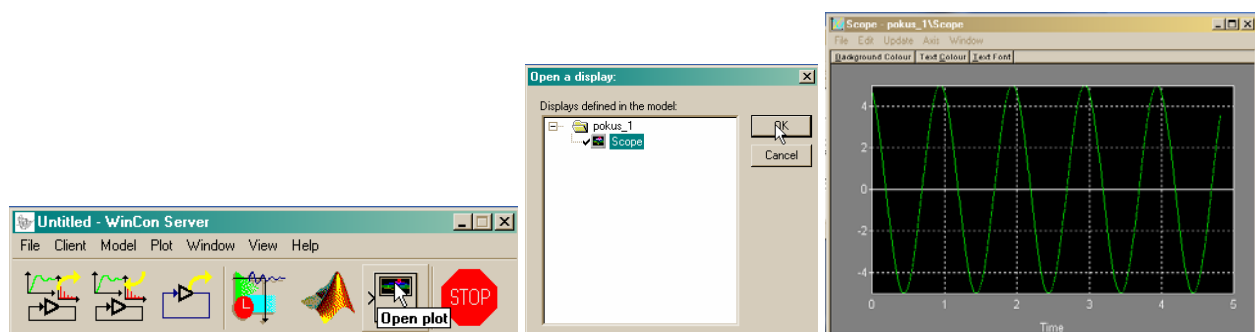 Untitled - WinCon Server
File Client Model Plot Window View Help
STOP
Open plot
Open a display:
Displays defined in the model:
pokus_1
Scope
OK
Cancel
Scope - pokus_1\Scope
File Edit Update Axis Window
Background Colour Text Colour Text Font
4
2
0
-2
-4
0 1 2 3 4 5
Time